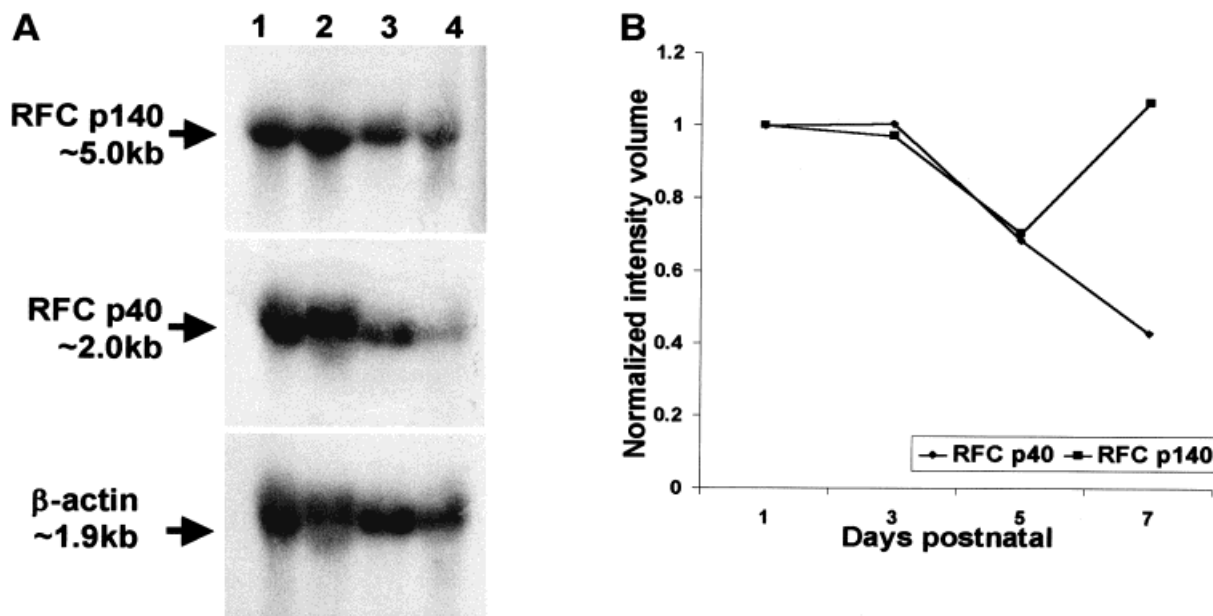 A
1 2 3 4
RFC p140
~5.0kb
RFC p40
~2.0kb
β-actin
~1.9kb
B
Normalized intensity volume
1.2
1
0.8
0.6
0.4
0.2
0
RFC p40 RFC p140
1 3 5 7
Days postnatal